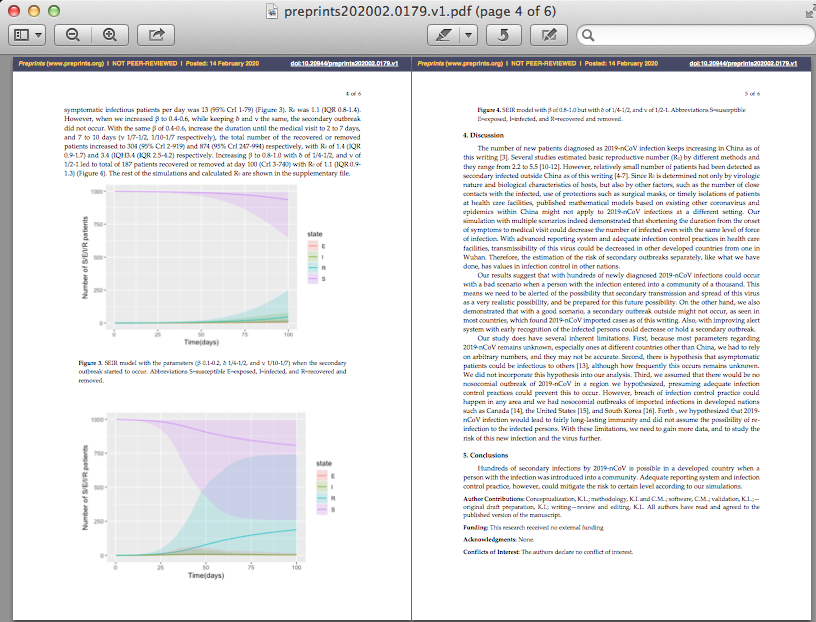 preprints202002.0179.v1.pdf (page 4 of 6)
Preprints (www.preprints.org) | NOT PEER-REVIEWED | Posted: 14 February 2020
doi:10.20944/preprints202002.0179.v1
4 of 6
symptomatic infectious patients per day was 13 (95% CrI 1-79) (Figure 3). R₀ was 1.1 (IQR 0.8-1.4).
However, when we increased β to 0.4-0.6, while keeping δ and ν the same, the secondary outbreak
did not occur. With the same β of 0.4-0.6, increase the duration until the medical visit to 2 to 7 days,
and 7 to 10 days (ν 1/7-1/2, 1/10-1/7 respectively), the total number of the recovered or removed
patients increased to 304 (95% CrI 2-919) and 874 (95% CrI 247-994) respectively, with R₀ of 1.4 (IQR
0.9-1.7) and 3.4 (IQR3.4 (IQR 2.5-4.2) respectively. Increasing β to 0.8-1.0 with δ of 1/4-1/2, and ν of
1/2-1 led to total of 187 patients recovered or removed at day 100 (CrI 3-740) with R₀ of 1.1 (IQR 0.9-
1.3) (Figure 4). The rest of the simulations and calculated R₀ are shown in the supplementary file.
Number of S/E/I/R patients
1000
750
500
250
0
0
25
50
75
100
Time(days)
state
E
I
R
S
Figure 3. SEIR model with the parameters (β 0.1-0.2, δ 1/4-1/2, and ν 1/10-1/7) when the secondary
outbreak started to occur. Abbreviations S=susceptible E=exposed, I=infected, and R=recovered and
removed.
Number of S/E/I/R patients
1000
750
500
250
0
0
25
50
75
100
Time(days)
state
E
I
R
S
Preprints (www.preprints.org) | NOT PEER-REVIEWED | Posted: 14 February 2020
doi:10.20944/preprints202002.0179.v1
5 of 6
Figure 4. SEIR model with β of 0.8-1.0 but with δ of 1/4-1/2, and ν of 1/2-1. Abbreviations S=susceptible
E=exposed, I=infected, and R=recovered and removed.
4. Discussion
The number of new patients diagnosed as 2019-nCoV infection keeps increasing in China as of
this writing [3]. Several studies estimated basic reproductive number (R₀) by different methods and
they range from 2.2 to 5.5 [10-12]. However, relatively small number of patients had been detected as
secondary infected outside China as of this writing [4-7]. Since R₀ is determined not only by virologic
nature and biological characteristics of hosts, but also by other factors, such as the number of close
contacts with the infected, use of protections such as surgical masks, or timely isolations of patients
at health care facilities, published mathematical models based on existing other coronavirus and
epidemics within China might not apply to 2019-nCoV infections at a different setting. Our
simulation with multiple scenarios indeed demonstrated that shortening the duration from the onset
of symptoms to medical visit could decrease the number of infected even with the same level of force
of infection. With advanced reporting system and adequate infection control practices in health care
facilities, transmissibility of this virus could be decreased in other developed countries from one in
Wuhan. Therefore, the estimation of the risk of secondary outbreaks separately, like what we have
done, has values in infection control in other nations.
Our results suggest that with hundreds of newly diagnosed 2019-nCoV infections could occur
with a bad scenario when a person with the infection entered into a community of a thousand. This
means we need to be alerted of the possibility that secondary transmission and spread of this virus
as a very realistic possibility, and be prepared for this future possibility. On the other hand, we also
demonstrated that with a good scenario, a secondary outbreak outside might not occur, as seen in
most countries, which found 2019-nCoV imported cases as of this writing. Also, with improving alert
system with early recognition of the infected persons could decrease or hold a secondary outbreak.
Our study does have several inherent limitations. First, because most parameters regarding
2019-nCoV remains unknown, especially ones at different countries other than China, we had to rely
on arbitrary numbers, and they may not be accurate. Second, there is hypothesis that asymptomatic
patients could be infectious to others [13], although how frequently this occurs remains unknown.
We did not incorporate this hypothesis into our analysis. Third, we assumed that there would be no
nosocomial outbreak of 2019-nCoV in a region we hypothesized, presuming adequate infection
control practices could prevent this to occur. However, breach of infection control practice could
happen in any area and we had nosocomial outbreaks of imported infections in developed nations
such as Canada [14], the United States [15], and South Korea [16]. Forth , we hypothesized that 2019-
nCoV infection would lead to fairly long-lasting immunity and did not assume the possibility of re-
infection to the infected persons. With these limitations, we need to gain more data, and to study the
risk of this new infection and the virus further.
5. Conclusions
Hundreds of secondary infections by 2019-nCoV is possible in a developed country when a
person with the infection was introduced into a community. Adequate reporting system and infection
control practice, however, could mitigate the risk to certain level according to our simulations.
Author Contributions: Conceptualization, K.I.; methodology, K.I. and C.M.; software, C.M.; validation, K.I.;—
original draft preparation, K.I.; writing—review and editing, K.I. All authors have read and agreed to the
published version of the manuscript.
Funding: This research received no external funding
Acknowledgments: None.
Conflicts of Interest: The authors declare no conflict of interest.